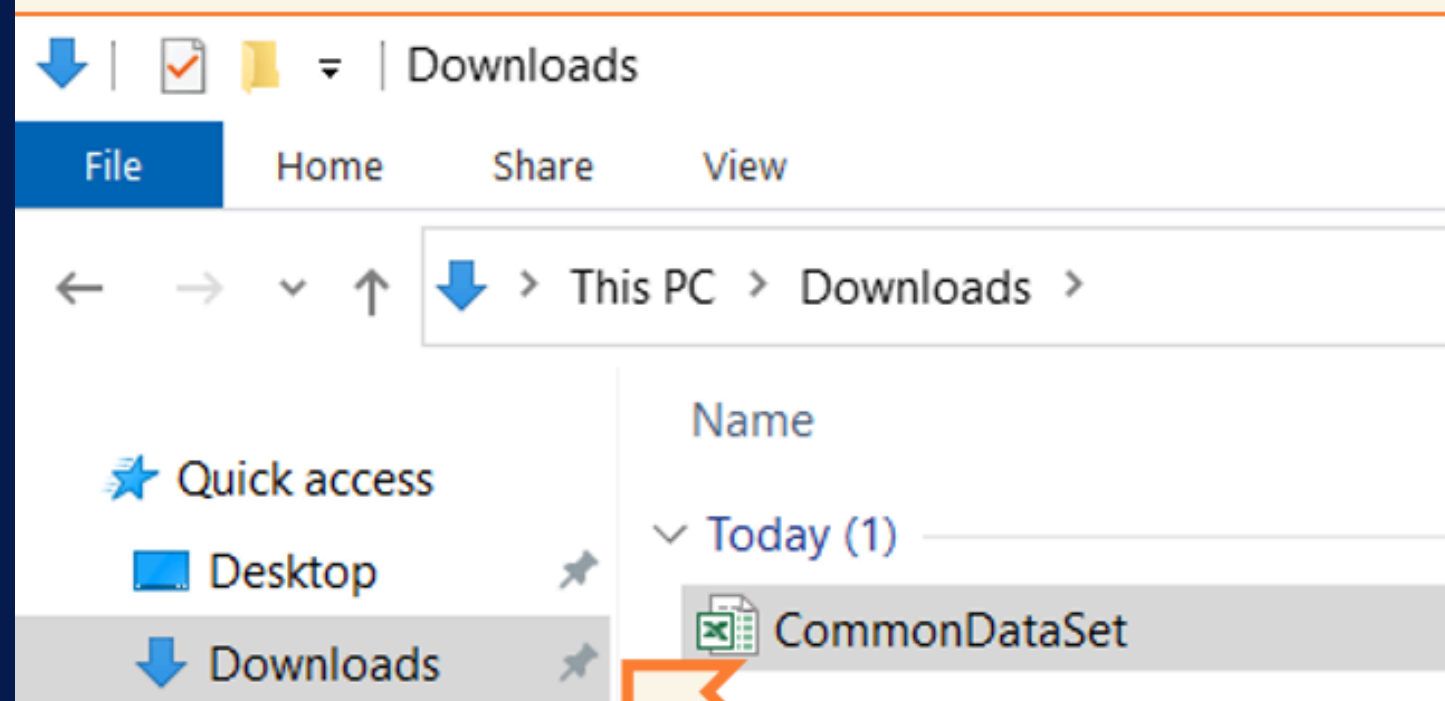 Downloads
File Home Share View
This PC > Downloads >
Name
Quick access
Today (1)
Desktop
CommonDataSet
Downloads